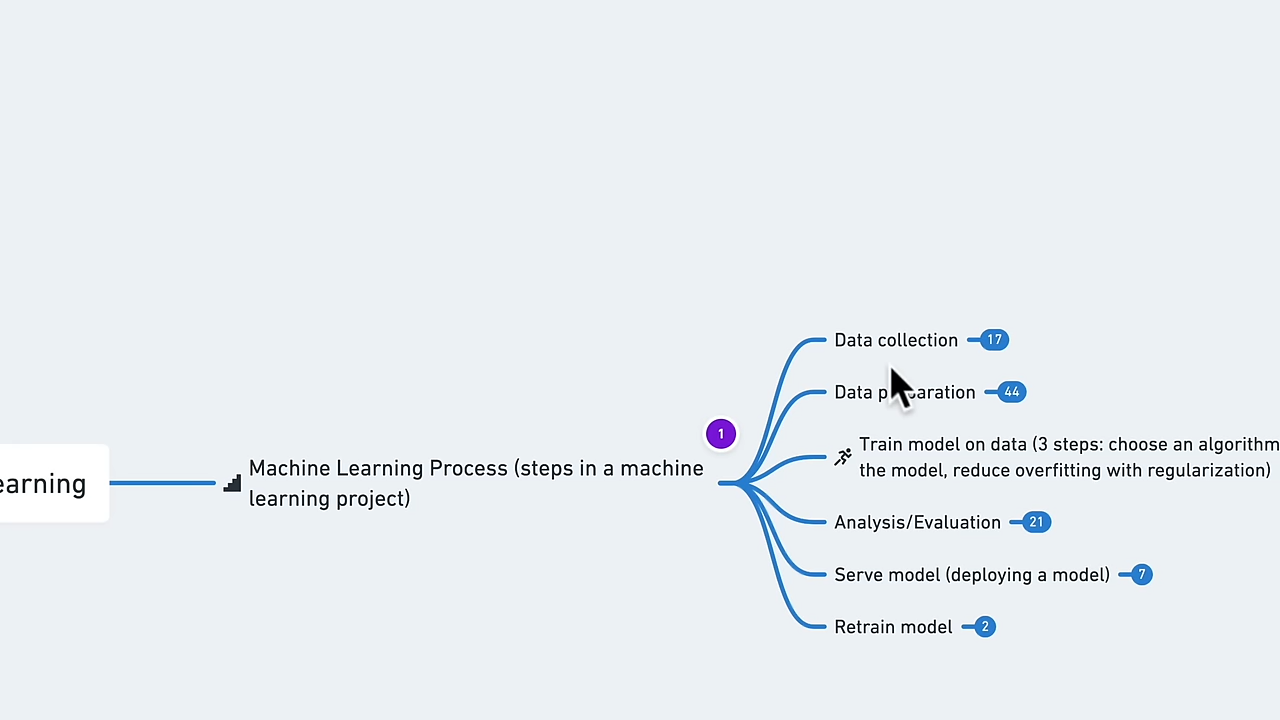 Data collection 17
Data preparation 44
1
Train model on data (3 steps: choose an algorithm
the model, reduce overfitting with regularization)
earning
Machine Learning Process (steps in a machine
learning project)
Analysis/Evaluation 21
Serve model (deploying a model) 7
Retrain model 2